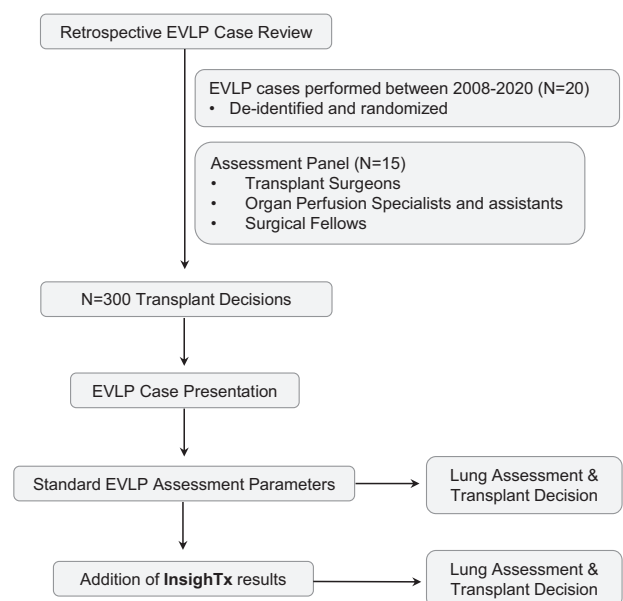 Retrospective EVLP Case Review
EVLP cases performed between 2008-2020 (N=20)
• De-identified and randomized
Assessment Panel (N=15)
• Transplant Surgeons
• Organ Perfusion Specialists and assistants
• Surgical Fellows
N=300 Transplant Decisions
EVLP Case Presentation
Standard EVLP Assessment Parameters
Lung Assessment &
Transplant Decision
Addition of InsighTx results
Lung Assessment &
Transplant Decision